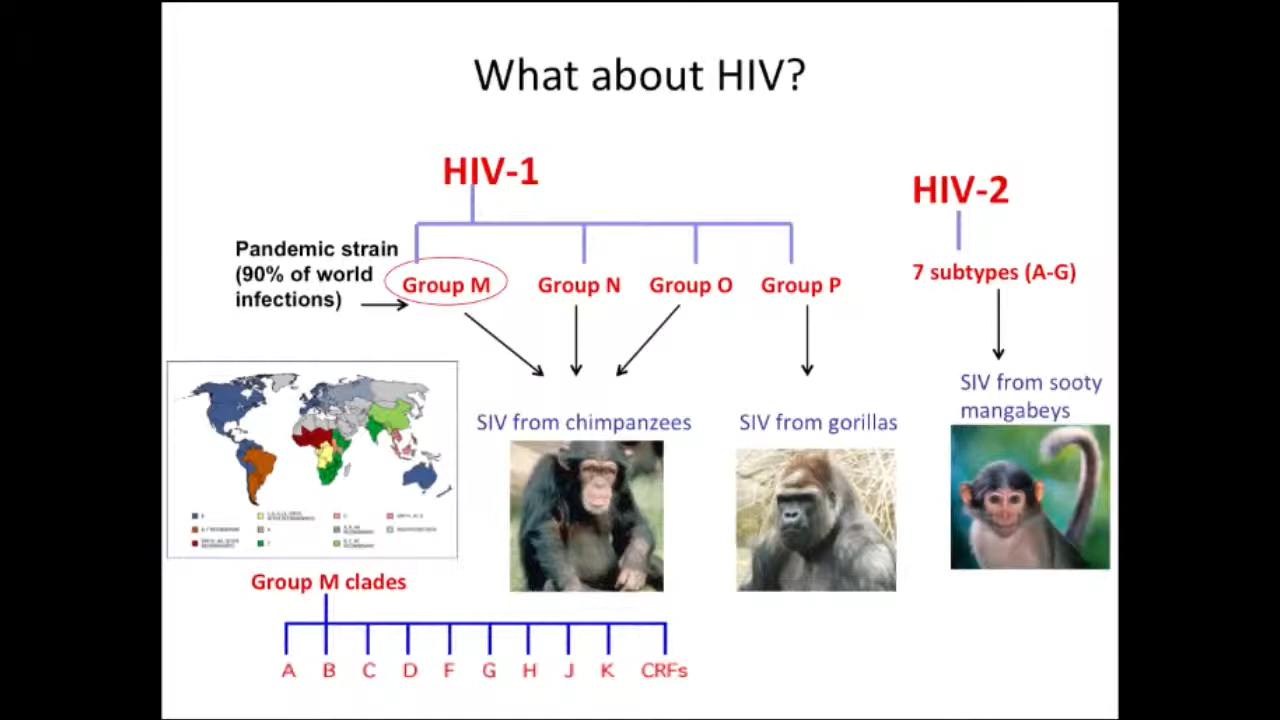 What about HIV?
HIV-1
HIV-2
Pandemic strain
(90% of world
infections)
Group M
Group N
Group O
Group P
7 subtypes (A-G)
SIV from chimpanzees
SIV from gorillas
SIV from sooty
mangabeys
Group M clades
A B C D F G H J K CRFs